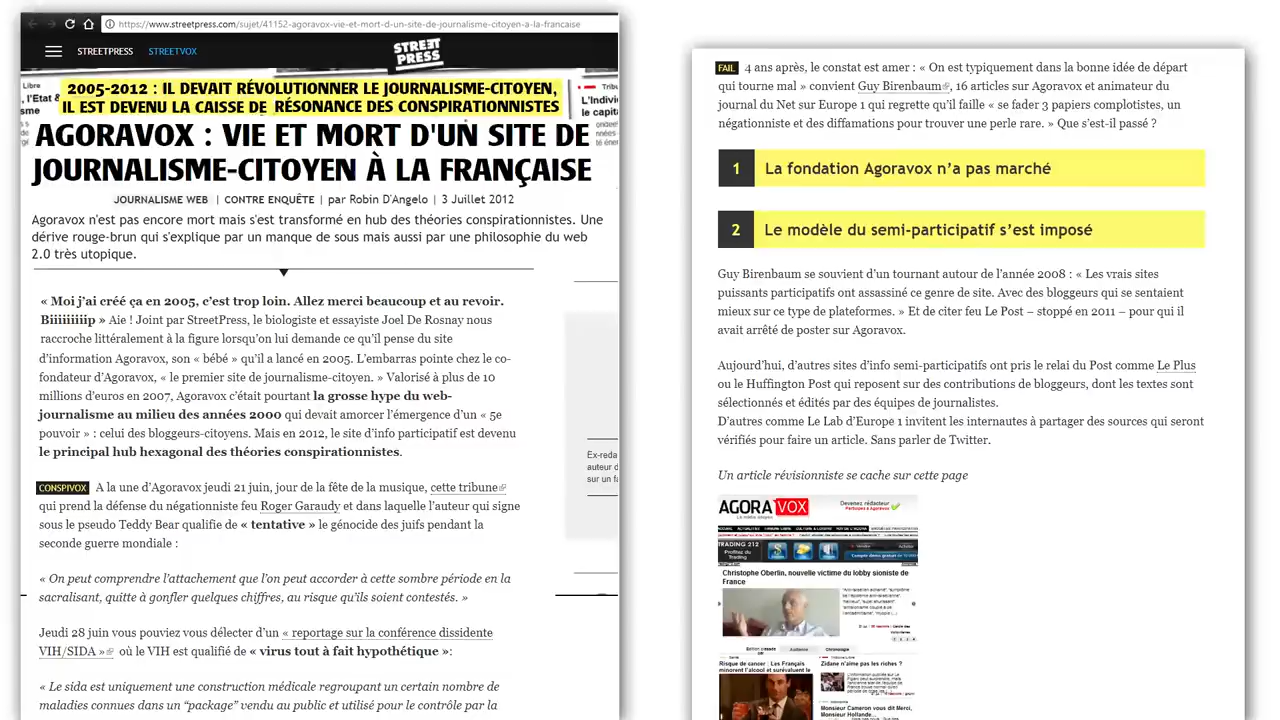 https://www.streetpress.com/sujet/41152-agoravox-vie-et-mort-d-un-site-de-journalisme-citoyen-a-la-francaise
STREETPRESS STREETVOX
STREET
PRESS
Libre
l'Etat &
2005-2012 : IL DEVAIT RÉVOLUTIONNER LE JOURNALISME-CITOYEN,
IL EST DEVENU LA CAISSE DE RÉSONANCE DES CONSPIRATIONNISTES
Tribu
L'Indivi
le capit
AGORAVOX : VIE ET MORT D'UN SITE DE
JOURNALISME-CITOYEN À LA FRANÇAISE
JOURNALISME WEB | CONTRE ENQUÊTE | par Robin D'Angelo | 3 Juillet 2012
Agoravox n'est pas encore mort mais s'est transformé en hub des théories conspirationnistes. Une
dérive rouge-brun qui s'explique par un manque de sous mais aussi par une philosophie du web
2.0 très utopique.
« Moi j'ai créé ça en 2005, c'est trop loin. Allez merci beaucoup et au revoir.
Biiiiiiiip » Aie ! Joint par StreetPress, le biologiste et essayiste Joel De Rosnay nous
raccroche littéralement à la figure lorsqu'on lui demande ce qu'il pense du site
d'information Agoravox, son « bébé » qu'il a lancé en 2005. L'embarras pointe chez le co-
fondateur d'Agoravox, « le premier site de journalisme-citoyen. » Valorisé à plus de 10
millions d'euros en 2007, Agoravox c'était pourtant la grosse hype du web-
journalisme au milieu des années 2000 qui devait amorcer l'émergence d'un « 5e
pouvoir » : celui des bloggeurs-citoyens. Mais en 2012, le site d'info participatif est devenu
le principal hub hexagonal des théories conspirationnistes.
CONSPIVOX A la une d'Agoravox jeudi 21 juin, jour de la fête de la musique, cette tribune
qui prend la défense du négationniste feu Roger Garaudy et dans laquelle l'auteur qui signe
sous le pseudo Teddy Bear qualifie de « tentative » le génocide des juifs pendant la
seconde guerre mondiale :
« On peut comprendre l'attachement que l'on peut accorder à cette sombre période en la
sacralisant, quitte à gonfler quelques chiffres, au risque qu'ils soient contestés. »
Jeudi 28 juin vous pouviez vous délecter d'un « reportage sur la conférence dissidente
VIH/SIDA » où le VIH est qualifié de « virus tout à fait hypothétique »:
« Le sida est uniquement la construction médicale regroupant un certain nombre de
maladies connues dans un "package" vendu au public et utilisé pour le contrôle par la
Ex-reda
auteur d
sur un fa
FAIL 4 ans après, le constat est amer : « On est typiquement dans la bonne idée de départ
qui tourne mal » convient Guy Birenbaum, 16 articles sur Agoravox et animateur du
journal du Net sur Europe 1 qui regrette qu'il faille « se fader 3 papiers complotistes, un
négationniste et des diffamations pour trouver une perle rare. » Que s'est-il passé ?
1 La fondation Agoravox n'a pas marché
2 Le modèle du semi-participatif s'est imposé
Guy Birenbaum se souvient d'un tournant autour de l'année 2008 : « Les vrais sites
puissants participatifs ont assassiné ce genre de site. Avec des bloggeurs qui se sentaient
mieux sur ce type de plateformes. » Et de citer feu Le Post – stoppé en 2011 – pour qui il
avait arrêté de poster sur Agoravox.
Aujourd'hui, d'autres sites d'info semi-participatifs ont pris le relai du Post comme Le Plus
ou le Huffington Post qui reposent sur des contributions de bloggeurs, dont les textes sont
sélectionnés et édités par des équipes de journalistes.
D'autres comme Le Lab d'Europe 1 invitent les internautes à partager des sources qui seront
vérifiés pour faire un article. Sans parler de Twitter.
Un article révisionniste se cache sur cette page
AGORAVOX
Devenez rédacteur
TRADING 212
Profitez du
Trading
Christophe Oberlin, nouvelle victime du lobby sioniste de
France
Risque de cancer : Les Français
minorent l'alcool et surévaluent le
Zidane n'aime pas les riches ?
Monsieur Cameron vous dit Merci,
Monsieur Hollande...